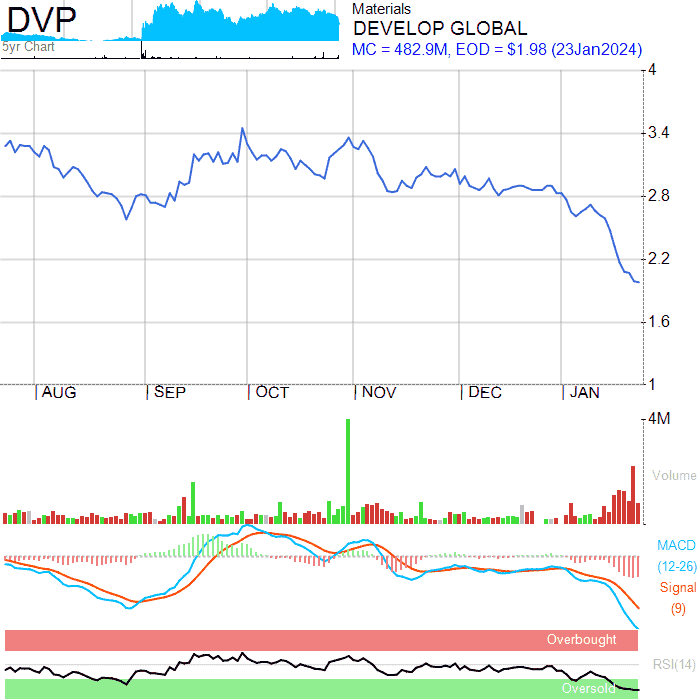 DVP
5yr Chart
Materials
DEVELOP GLOBAL
MC = 482.9M, EOD = $1.98 (23Jan2024)
4
3.4
2.8
2.2
1.6
1
AUG SEP OCT NOV DEC JAN
4M
Volume
MACD
(12-26)
Signal
(9)
Overbought
RSI(14)
Oversold